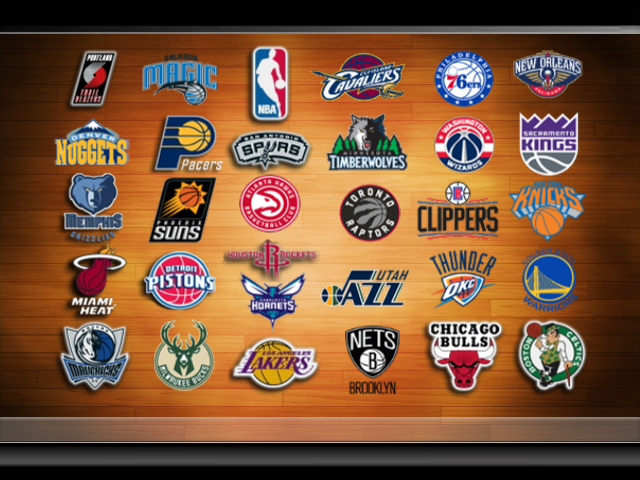 PORTLAND
TRAIL
BLAZERS
ORLANDO
MAGIC
NBA
CLEVELAND
CAVALIERS
PHILADELPHIA
76ers
NEW ORLEANS
PELICANS
DENVER
NUGGETS
Pacers
SAN ANTONIO
SPURS
MINNESOTA
TIMBERWOLVES
WASHINGTON
WIZARDS
SACRAMENTO
KINGS
MEMPHIS
GRIZZLIES
PHOENIX
SUNS
ATLANTA HAWKS
BASKETBALL CLUB
TORONTO
RAPTORS
LAC
CLIPPERS
KNICKS
MIAMI
HEAT
DETROIT
PISTONS
HOUSTON R ROCKETS
CHARLOTTE
HORNETS
UTAH
JAZZ
THUNDER
OKC
WARRIORS
MAVERICKS
MILWAUKEE BUCKS
LOS ANGELES
LAKERS
NETS
B
BROOKLYN
CHICAGO
BULLS
BOSTON
CELTICS